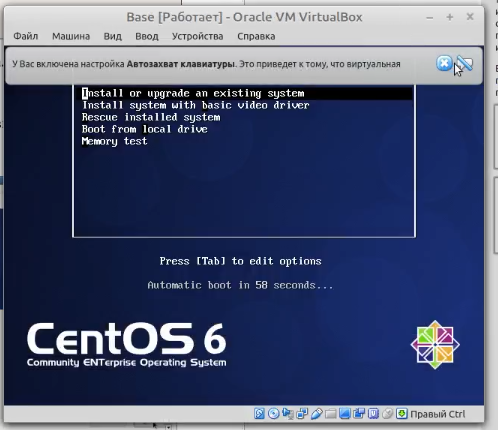 Base [Работает] - Oracle VM VirtualBox
Файл Машина Вид Ввод Устройства Справка
У Вас включена настройка Автозахват клавиатуры. Это приведет к тому, что виртуальная
Install or upgrade an existing system
Install system with basic video driver
Rescue installed system
Boot from local drive
Memory test
Press [Tab] to edit options
Automatic boot in 58 seconds...
CentOS 6
Community ENTerprise Operating System
Правый Ctrl